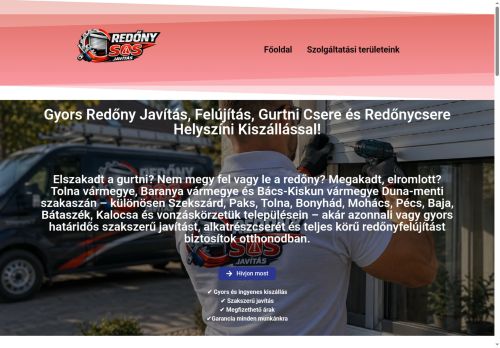 REDŐNY
SOS
JAVÍTÁS
Főoldal
Szolgáltatási területeink
Gyors Redőny Javítás, Felújítás, Gurtni Csere és Redőnycsere
Helyszíni Kiszállással!
Elszakadt a gurtni? Nem megy fel vagy le a redőny? Megakadt, elromlott?
Tolna vármegye, Baranya vármegye és Bács-Kiskun vármegye Duna-menti
szakaszán – különösen Szekszárd, Paks, Tolna, Bonyhád, Mohács, Pécs, Baja,
Bátaszék, Kalocsa és vonzáskörzetük településein – akár azonnali vagy gyors
határidős szakszerű javítást, alkatrészcserét és teljes körű redőnyfelújítást
biztosítok otthonodban.
Hívjon most
✔ Gyors és ingyenes kiszállás
✔ Szakszerű javítás
✔ Megfizethető árak
✔Garancia minden munkánkra
JAVÍTÁS